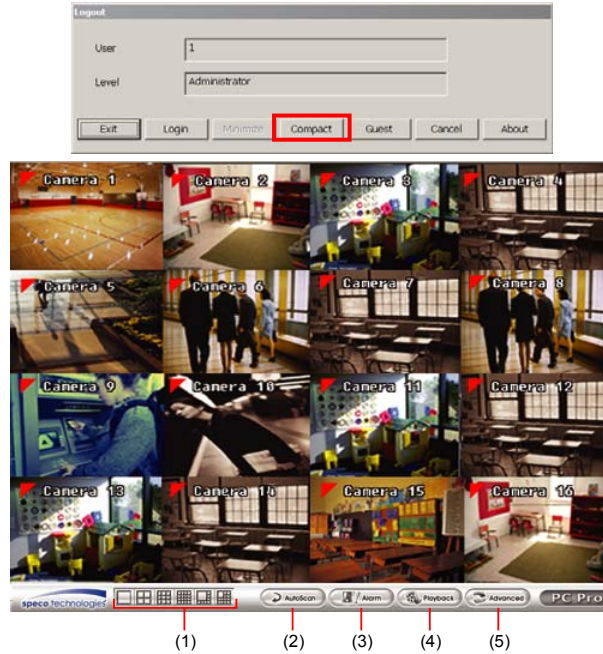 Logout
User
1
Level
Administrator
Exit Login Minimize Compact Guest Cancel About
Camera 1 Camera 2 Camera 3 Camera 4
Camera 5 Camera 6 Camera 7 Camera 8
Camera 9 Camera 10 Camera 11 Camera 12
Camera 13 Camera 14 Camera 15 Camera 16
speco technologies AutoScan Alarm Playback Advanced PC Pro
(1) (2) (3) (4) (5)